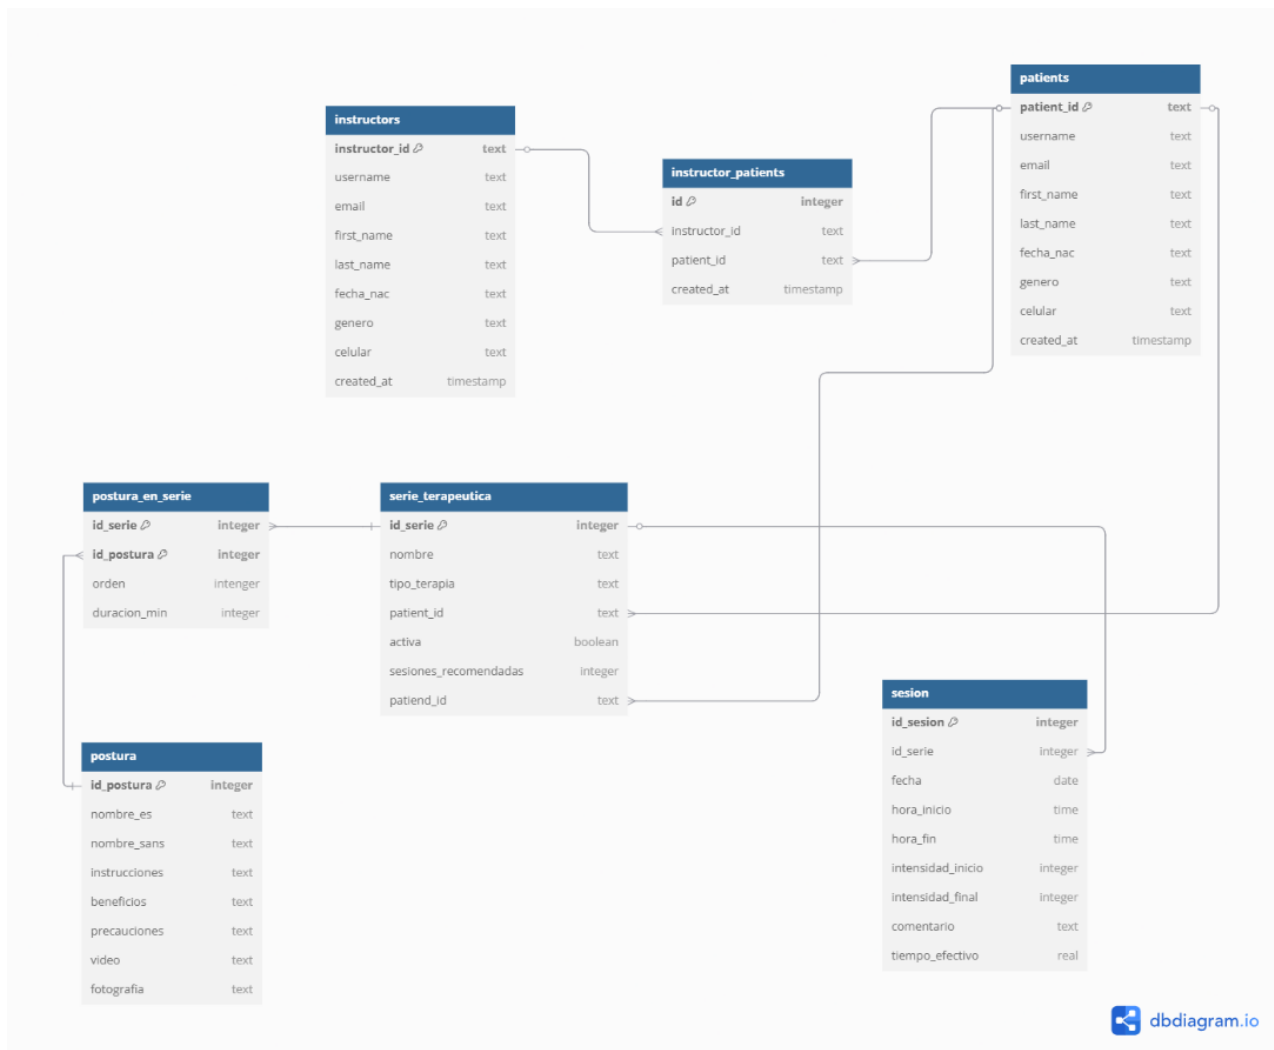 instructors
instructor_id text
username text
email text
first_name text
last_name text
fecha_nac text
genero text
celular text
created_at timestamp
instructor_patients
id integer
instructor_id text
patient_id text
created_at timestamp
patients
patient_id text
username text
email text
first_name text
last_name text
fecha_nac text
genero text
celular text
created_at timestamp
postura_en_serie
id_serie integer
id_postura integer
orden intenger
duracion_min integer
serie_terapeutica
id_serie integer
nombre text
tipo_terapia text
patient_id text
activa boolean
sesiones_recomendadas integer
patiend_id text
postura
id_postura integer
nombre_es text
nombre_sans text
instrucciones text
beneficios text
precauciones text
video text
fotografia text
sesion
id_sesion integer
id_serie integer
fecha date
hora_inicio time
hora_fin time
intensidad_inicio integer
intensidad_final integer
comentario text
tiempo_efectivo real
dbdiagram.io